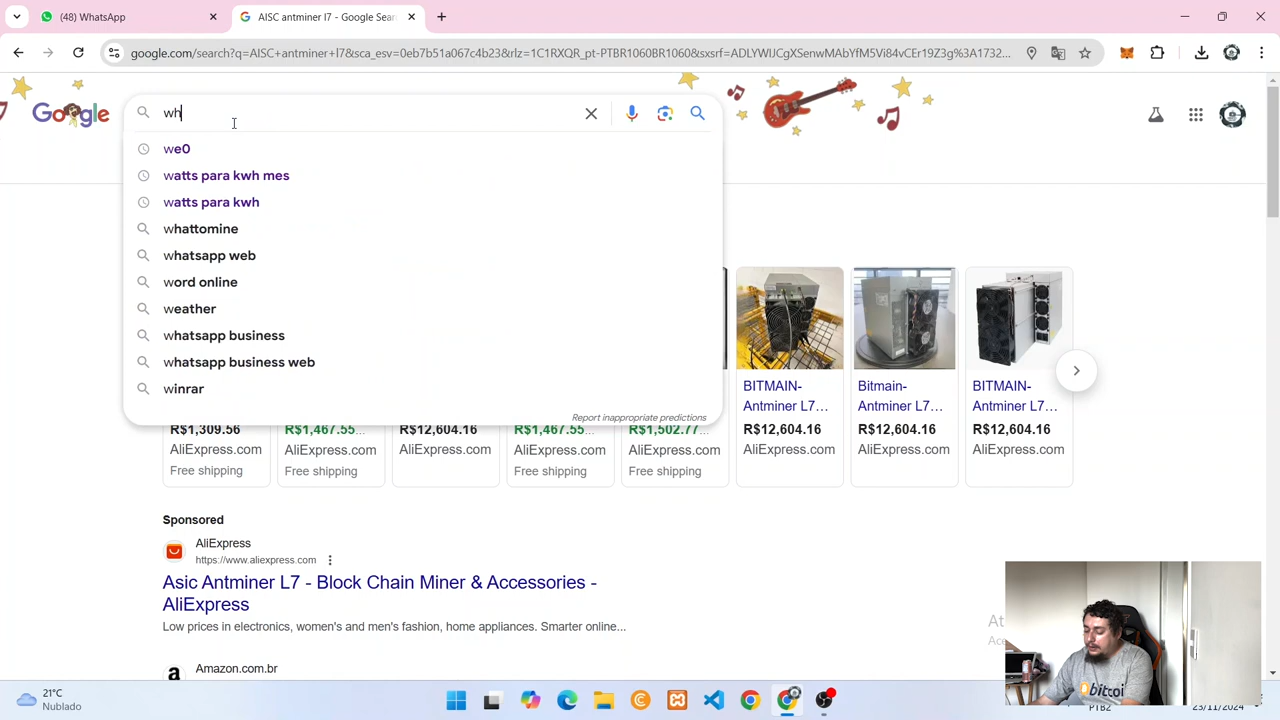 (48) WhatsApp
AISC antminer l7 - Google Sear
google.com/search?q=AISC+antminer+l7&sca_esv=0eb7b51a067c4b23&rlz=1C1RXQR_pt-PTBR1060BR1060&sxsrf=ADLYWIJCgXSenwMAbYfM5Vi84vCEr19Z3g%3A1732...
Google
wh
we0
watts para kwh mes
watts para kwh
whattomine
whatsapp web
word online
weather
whatsapp business
whatsapp business web
winrar
Report inappropriate predictions
BITMAIN-
Antminer L7...
Bitmain-
Antminer L7...
BITMAIN-
Antminer L7...
R$1,309.56
R$1,467.55...
R$12,604.16
R$1,467.55...
R$1,502.77...
R$12,604.16
R$12,604.16
R$12,604.16
AliExpress.com
AliExpress.com
AliExpress.com
AliExpress.com
AliExpress.com
AliExpress.com
AliExpress.com
AliExpress.com
Free shipping
Free shipping
Free shipping
Free shipping
Sponsored
AliExpress
https://www.aliexpress.com
Asic Antminer L7 - Block Chain Miner & Accessories -
AliExpress
Low prices in electronics, women's and men's fashion, home appliances. Smarter online...
a
Amazon.com.br
At
Ace
21°C
Nublado
PTB2
23/11/2024